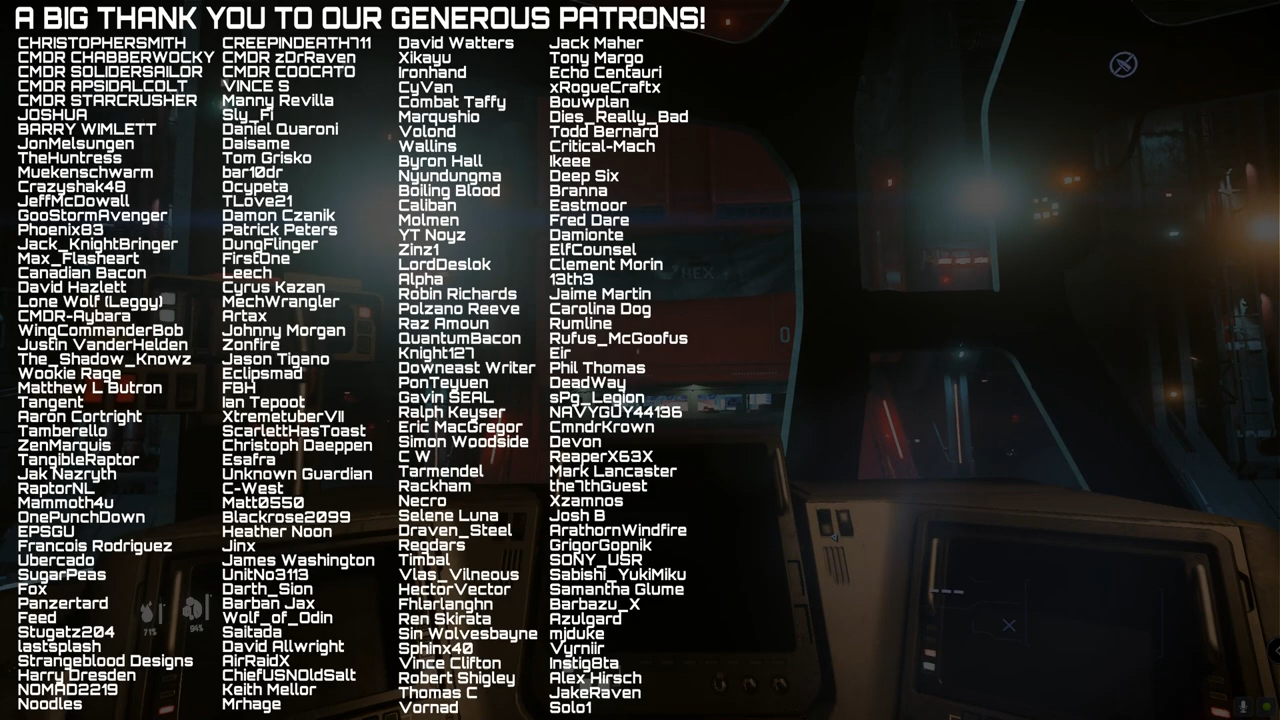 A BIG THANK YOU TO OUR GENEROUS PATRONS!
CHRISTOPHERSMITH
CMDR CHABBERWOCKY
CMDR SOLIDERSAILOR
CMDR APSIDALCOLT
CMDR STARCRUSHER
JOSHUA
BARRY WIMLETT
JonMelsungen
TheHuntress
Muekenschwarm
Crazyshak48
JeffMcDowall
GooStormAvenger
Phoenix83
Jack_KnightBringer
Max_Flasheart
Canadian Bacon
David Hazlett
Lone Wolf (Leggy)
CMDR-Aybara
WingCommanderBob
Justin VanderHelden
The_Shadow_Knowz
Wookie Rage
Matthew L Butron
Tangent
Aaron Cortright
Tamberello
ZenMarquis
TangibleRaptor
Jak Nazryth
RaptorNL
Mammoth4u
OnePunchDown
EPSGU
Francois Rodriguez
Ubercado
SugarPeas
Fox
Panzertard
Feed
Stugatz204
lastsplash
Strangeblood Designs
Harry Dresden
NOMAD2219
Noodles
CREEPINDEATH711
CMDR zDrRaven
CMDR COOCATO
VINCE S
Manny Revilla
Sly_Fi
Daniel Quaroni
Daisame
Tom Grisko
bar10dr
Ocypeta
TLove21
Damon Czanik
Patrick Peters
DungFlinger
FirstOne
Leech
Cyrus Kazan
MechWrangler
Artax
Johnny Morgan
Zonfire
Jason Tigano
Eclipsmad
FBH
Ian Tepoot
XtremetuberVII
ScarlettHasToast
Christoph Daeppen
Esafra
Unknown Guardian
C-West
Matt0550
Blackrose2099
Heather Noon
Jinx
James Washington
UnitNo3113
Darth_Sion
Barban Jax
Wolf_of_Odin
Saitada
David Allwright
AirRaidX
ChiefUSNOldSalt
Keith Mellor
Mrhage
David Watters
Xikayu
Ironhand
CyVan
Combat Taffy
Marqushio
Volond
Wallins
Byron Hall
Nyundungma
Boiling Blood
Caliban
Molmen
YT Noyz
Zinz1
LordDeslok
Alpha
Robin Richards
Polzano Reeve
Raz Amoun
QuantumBacon
Knight127
Downeast Writer
PonTeyuen
Gavin SEAL
Ralph Keyser
Eric MacGregor
Simon Woodside
C W
Tarmendel
Rackham
Necro
Selene Luna
Draven_Steel
Regdars
Timbal
Vlas_Vilneous
HectorVector
Fhlarlanghn
Ren Skirata
Sin Wolvesbayne
Sphinx40
Vince Clifton
Robert Shigley
Thomas C
Vornad
Jack Maher
Tony Margo
Echo Centauri
xRogueCraftx
Bouwplan
Dies_Really_Bad
Todd Bernard
Critical-Mach
Ikeee
Deep Six
Branna
Eastmoor
Fred Dare
Damionte
ElfCounsel
Clement Morin
13th3
Jaime Martin
Carolina Dog
Rumline
Rufus_McGoofus
Eir
Phil Thomas
DeadWay
sPg_Legion
NAVYGUY44136
CmndrKrown
Devon
ReaperX63X
Mark Lancaster
the7thGuest
Xzamnos
Josh B
ArathornWindfire
GrigorGopnik
SONY_USR
Sabishi_YukiMiku
Samantha Glume
Barbazu_X
Azulgard
mjduke
Vyrniir
Instig8ta
Alex Hirsch
JakeRaven
Solo1
HEX
71%
94%